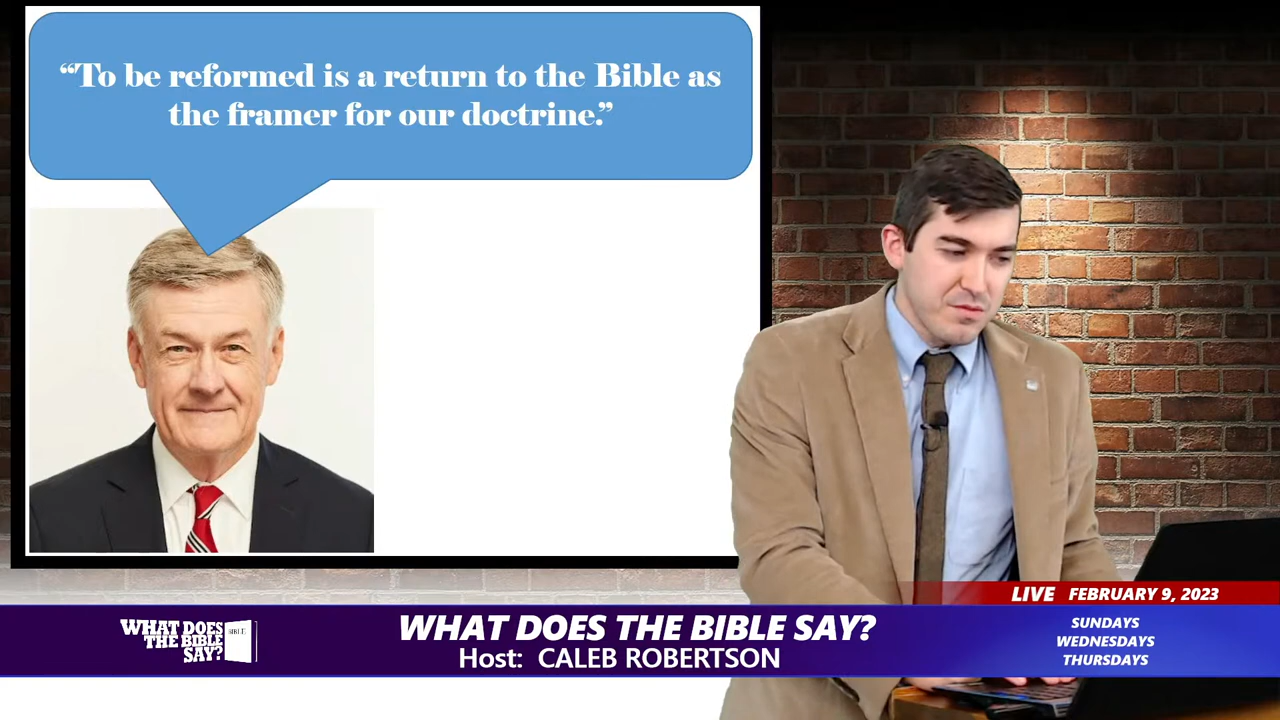 “To be reformed is a return to the Bible as
the framer for our doctrine.”
LIVE FEBRUARY 9, 2023
WHAT DOES
THE BIBLE
SAY?
BIBLE
WHAT DOES THE BIBLE SAY?
Host: CALEB ROBERTSON
SUNDAYS
WEDNESDAYS
THURSDAYS